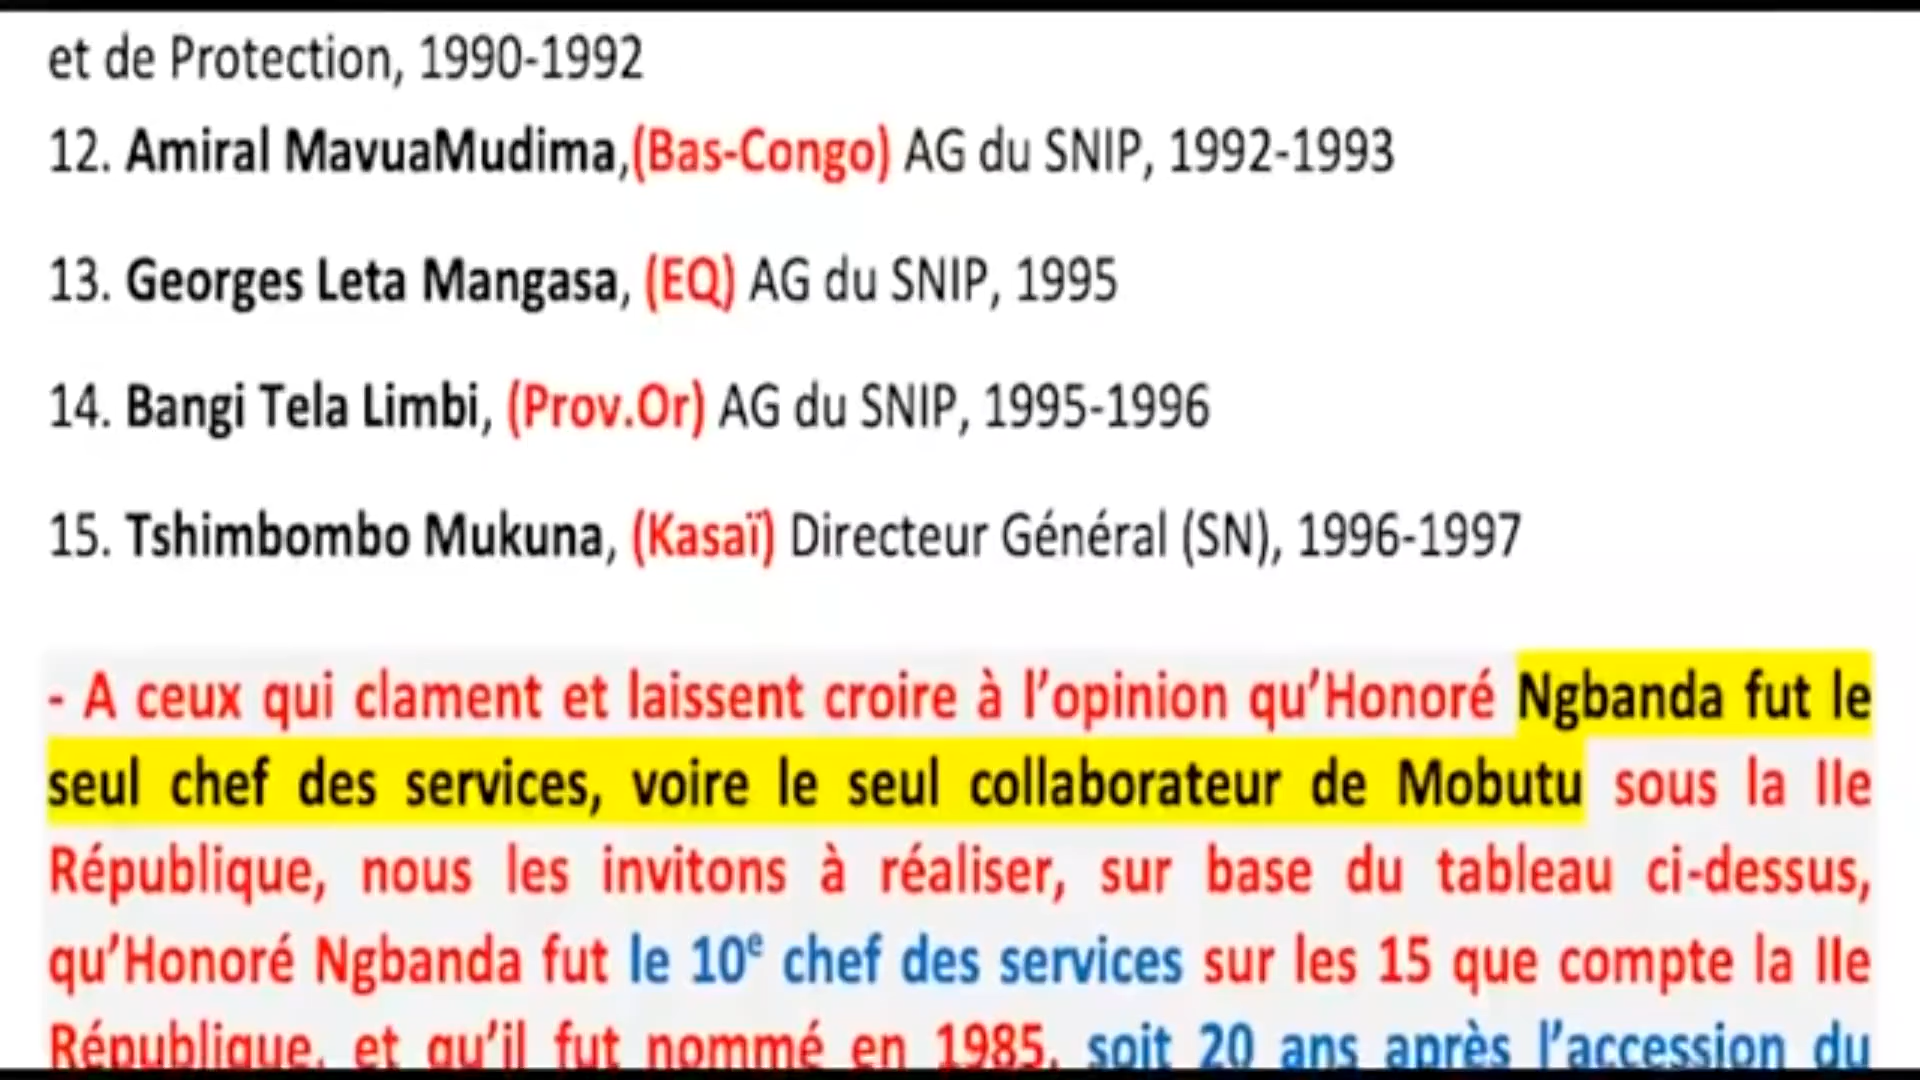 et de Protection, 1990-1992
12. Amiral MavuaMudima,(Bas-Congo) AG du SNIP, 1992-1993
13. Georges Leta Mangasa, (EQ) AG du SNIP, 1995
14. Bangi Tela Limbi, (Prov.Or) AG du SNIP, 1995-1996
15. Tshimbombo Mukuna, (Kasaï) Directeur Général (SN), 1996-1997
- A ceux qui clament et laissent croire à l’opinion qu’Honoré Ngbanda fut le
seul chef des services, voire le seul collaborateur de Mobutu sous la IIe
République, nous les invitons à réaliser, sur base du tableau ci-dessus,
qu’Honoré Ngbanda fut le 10e chef des services sur les 15 que compte la IIe
République, et qu’il fut nommé en 1985, soit 20 ans après l’accession du